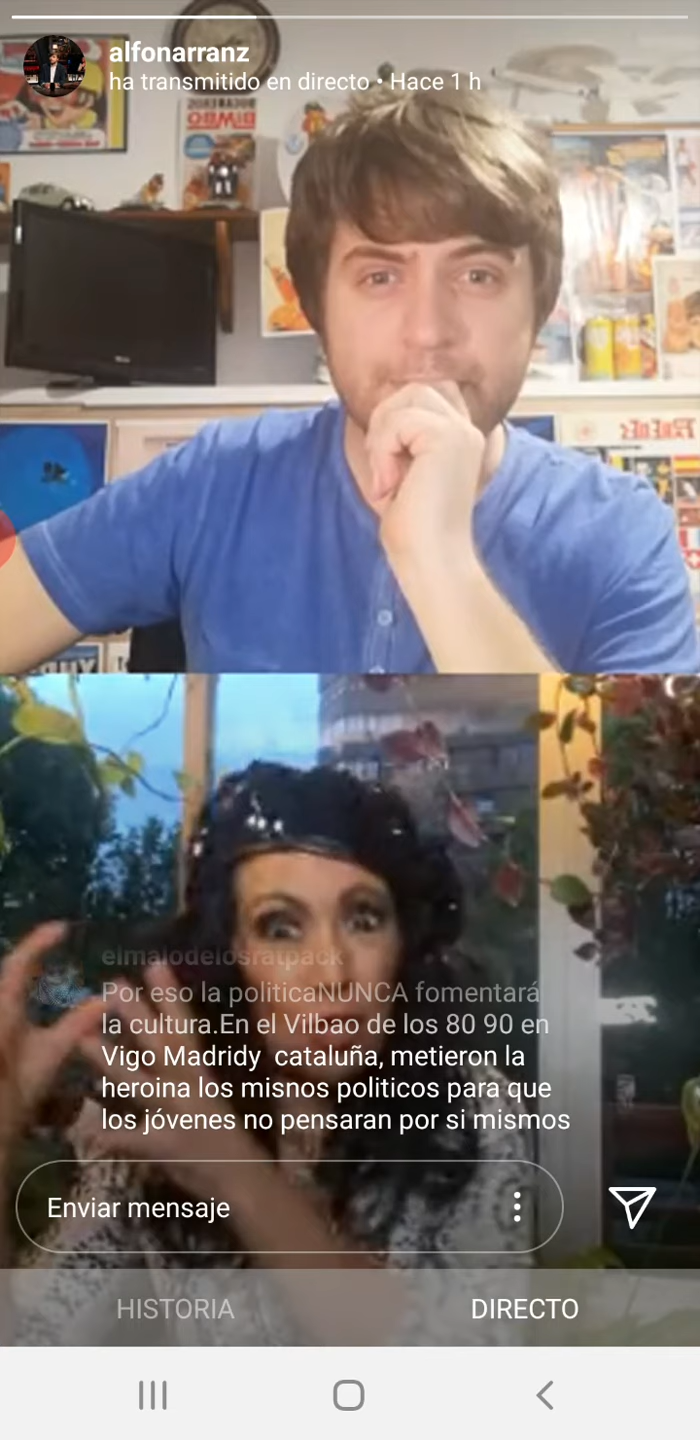 alfonarranz
ha transmitido en directo • Hace 1 h
BIMBO
elmalodelosratpack
Por eso la politicaNUNCA fomentará
la cultura.En el Vilbao de los 80 90 en
Vigo Madridy  cataluña, metieron la
heroina los misnos politicos para que
los jóvenes no pensaran por si mismos
Enviar mensaje
HISTORIA
DIRECTO